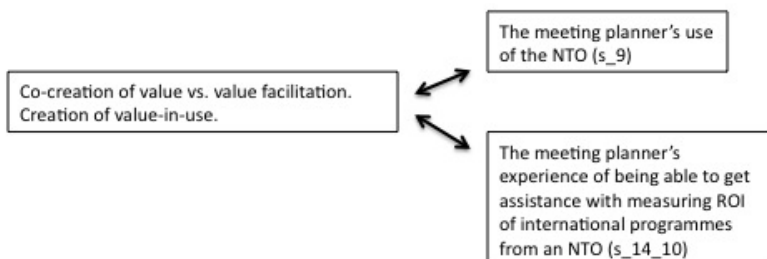 The meeting planner’s use
of the NTO (s_9)
Co-creation of value vs. value facilitation.
Creation of value-in-use.
The meeting planner’s
experience of being able to get
assistance with measuring ROI
of international programmes
from an NTO (s_14_10)